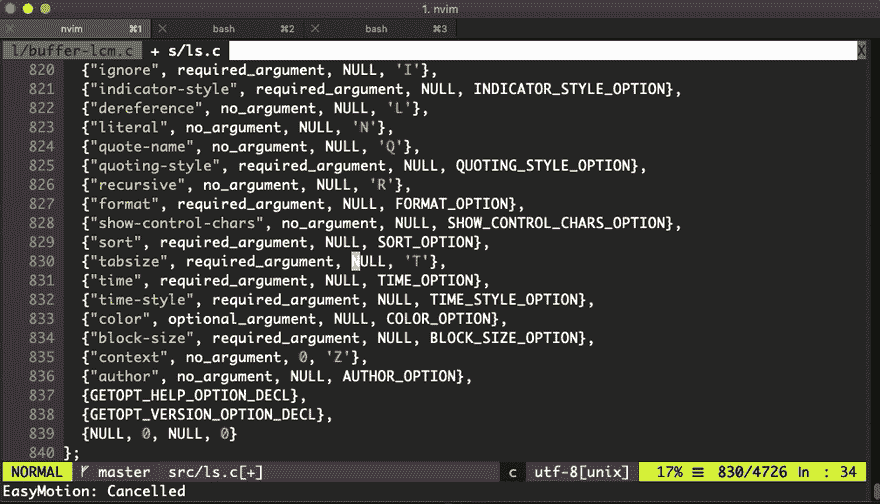 1. nvim
nvim ⌘1 bash ⌘2 bash ⌘3
l/buffer-lcm.c + s/ls.c X
820 {"ignore", required_argument, NULL, 'I'},
821 {"indicator-style", required_argument, NULL, INDICATOR_STYLE_OPTION},
822 {"dereference", no_argument, NULL, 'L'},
823 {"literal", no_argument, NULL, 'N'},
824 {"quote-name", no_argument, NULL, 'Q'},
825 {"quoting-style", required_argument, NULL, QUOTING_STYLE_OPTION},
826 {"recursive", no_argument, NULL, 'R'},
827 {"format", required_argument, NULL, FORMAT_OPTION},
828 {"show-control-chars", no_argument, NULL, SHOW_CONTROL_CHARS_OPTION},
829 {"sort", required_argument, NULL, SORT_OPTION},
830 {"tabsize", required_argument, NULL, 'T'},
831 {"time", required_argument, NULL, TIME_OPTION},
832 {"time-style", required_argument, NULL, TIME_STYLE_OPTION},
833 {"color", optional_argument, NULL, COLOR_OPTION},
834 {"block-size", required_argument, NULL, BLOCK_SIZE_OPTION},
835 {"context", no_argument, 0, 'Z'},
836 {"author", no_argument, NULL, AUTHOR_OPTION},
837 {GETOPT_HELP_OPTION_DECL},
838 {GETOPT_VERSION_OPTION_DECL},
839 {NULL, 0, NULL, 0}
840 };
NORMAL master src/ls.c[+] c utf-8[unix] 17% ☰ 830/4726 ln : 34
EasyMotion: Cancelled